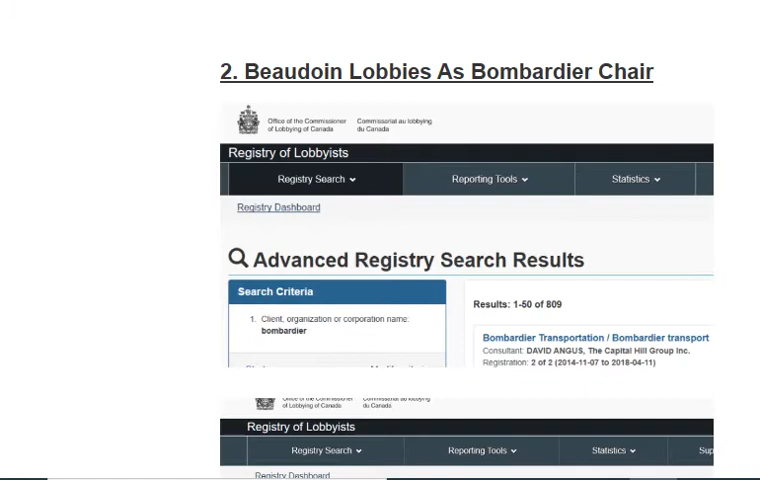 2. Beaudoin Lobbies As Bombardier Chair
Office of the Commissioner Commissariat au lobbying
of Lobbying of Canada du Canada
Registry of Lobbyists
Registry Search Reporting Tools Statistics
Registry Dashboard
Advanced Registry Search Results
Search Criteria
Results: 1-50 of 809
1. Client, organization or corporation name:
bombardier
Bombardier Transportation / Bombardier transport
Consultant: DAVID ANGUS, The Capital Hill Group Inc.
Registration: 2 of 2 (2014-11-07 to 2018-04-11)
Office of the Commissioner Commissariat au lobbying
of Lobbying of Canada du Canada
Registry of Lobbyists
Registry Search Reporting Tools Statistics Sup
Registry Dashboard